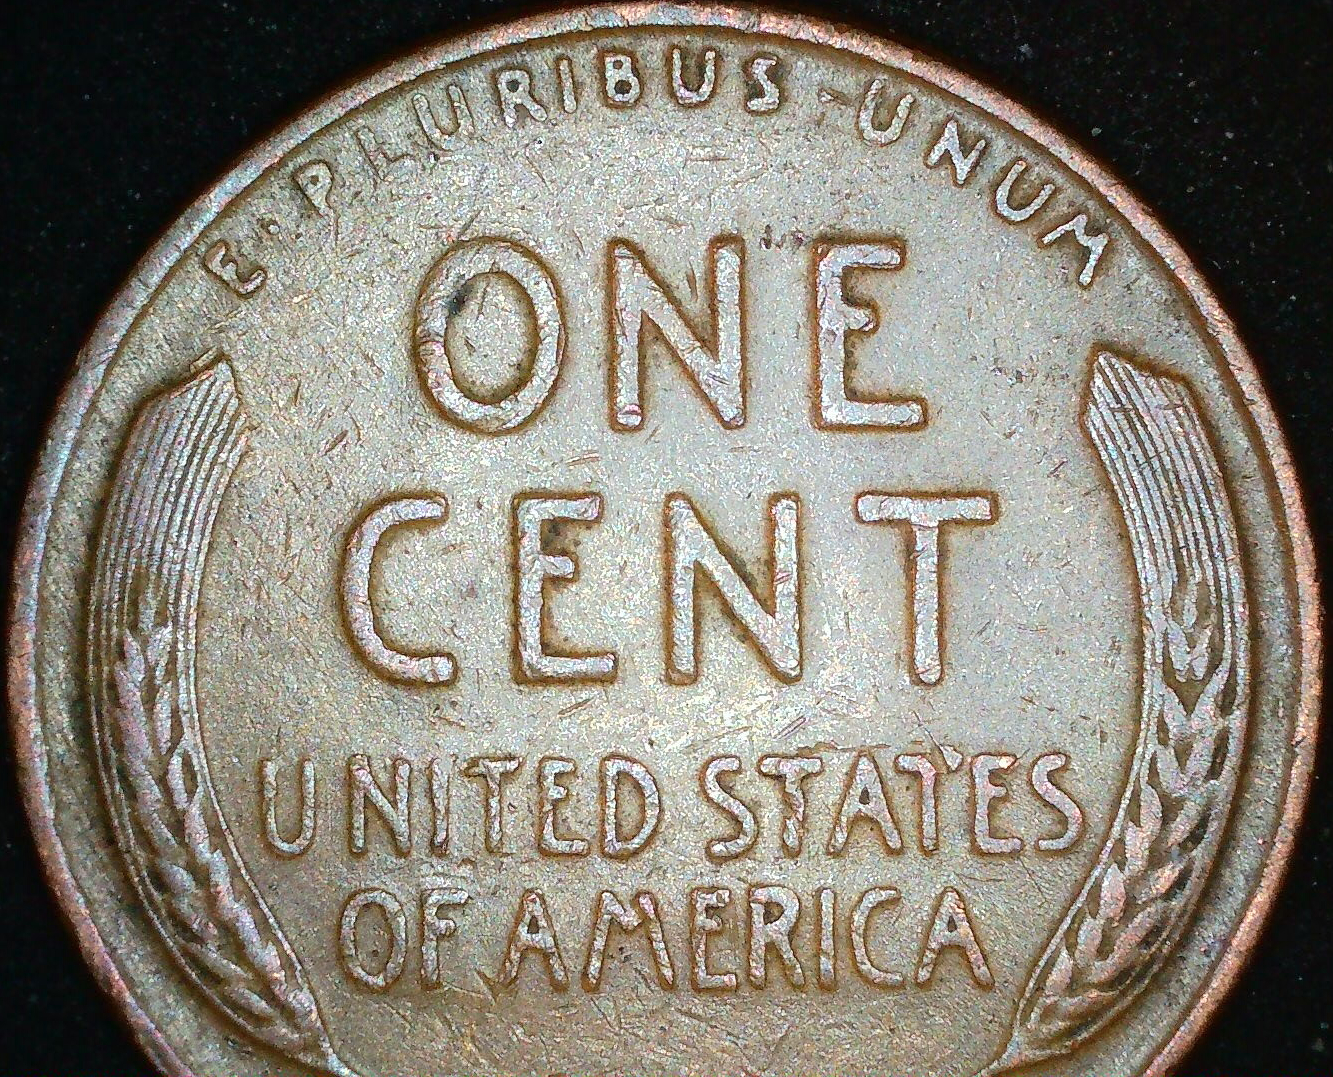 E·PLURIBUS·UNUM
ONE
CENT
UNITED STATES
OF AMERICA